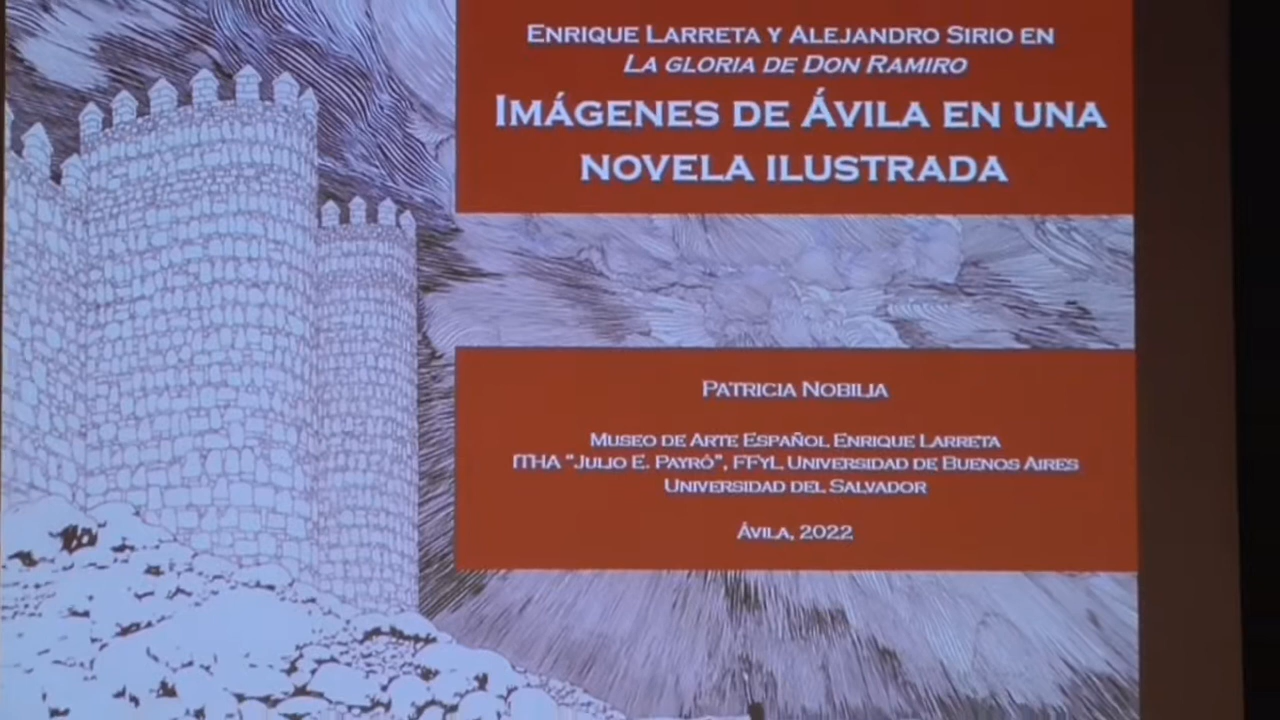 ENRIQUE LARRETA Y ALEJANDRO SIRIO EN
LA GLORIA DE DON RAMIRO
IMÁGENES DE ÁVILA EN UNA
NOVELA ILUSTRADA
PATRICIA NOBILIA
MUSEO DE ARTE ESPAÑOL ENRIQUE LARRETA
ITHA "JULIO E. PAYRÓ", FFYL, UNIVERSIDAD DE BUENOS AIRES
UNIVERSIDAD DEL SALVADOR
ÁVILA, 2022